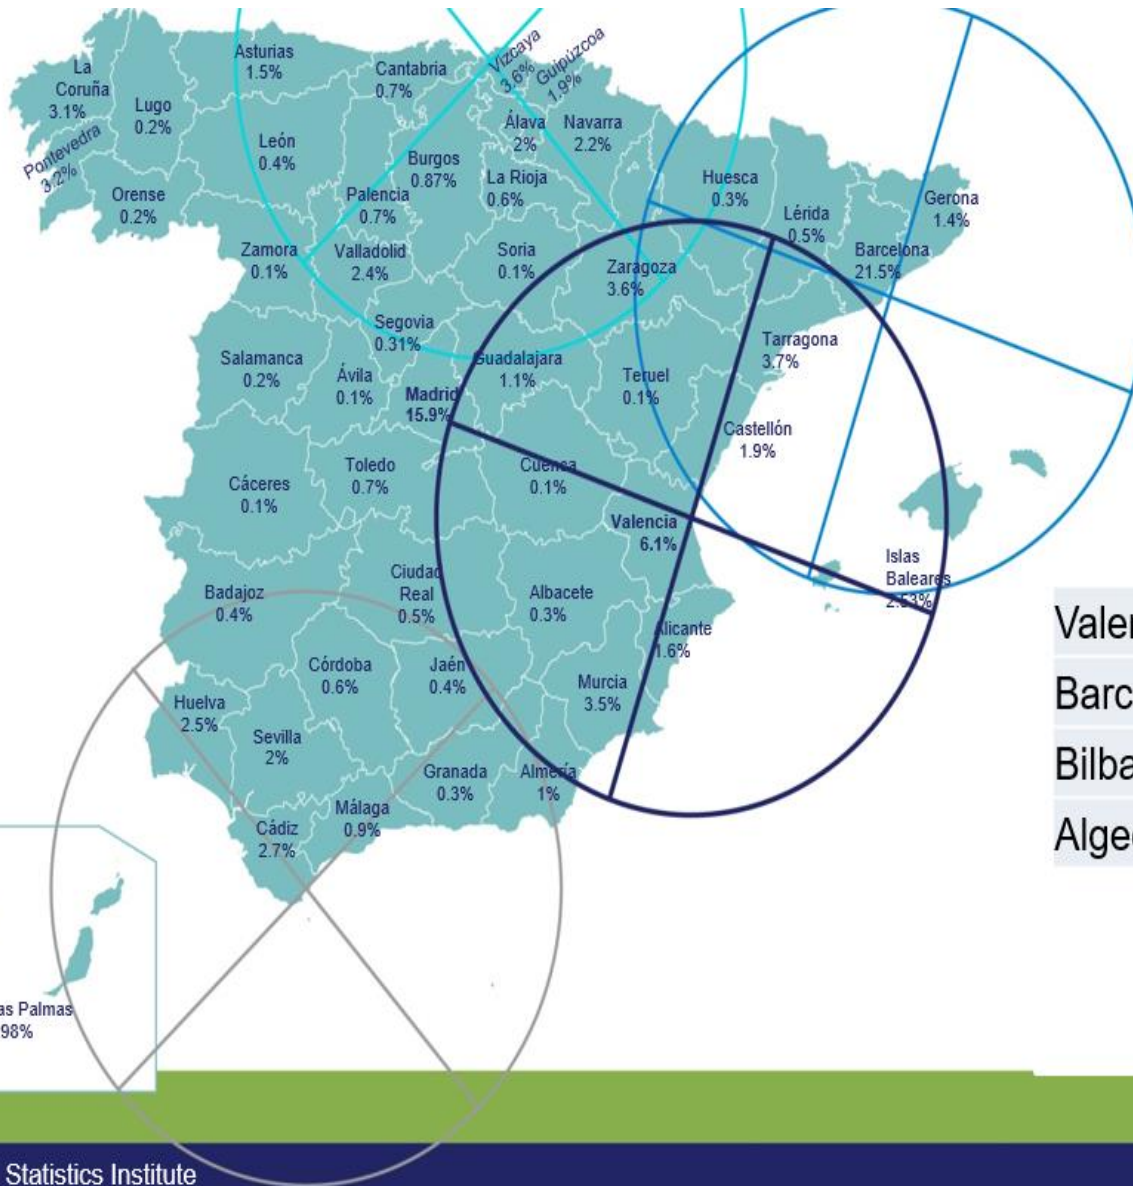 Asturias
1.5%
Cantabria
0.7%
Vizcaya
3.6%
Guipúzcoa
1.9%
La
Coruña
3.1%
Lugo
0.2%
Álava
2%
Navarra
2.2%
León
0.4%
Pontevedra
3.2%
Burgos
0.87%
La Rioja
0.6%
Huesca
0.3%
Orense
0.2%
Palencia
0.7%
Lérida
0.5%
Gerona
1.4%
Zamora
0.1%
Valladolid
2.4%
Soria
0.1%
Zaragoza
3.6%
Barcelona
21.5%
Segovia
0.31%
Tarragona
3.7%
Salamanca
0.2%
Ávila
0.1%
Guadalajara
1.1%
Teruel
0.1%
Madrid
15.9%
Castellón
1.9%
Toledo
0.7%
Cuenca
0.1%
Cáceres
0.1%
Valencia
6.1%
Islas
Baleares
2.53%
Badajoz
0.4%
Ciudad
Real
0.5%
Albacete
0.3%
Alicante
1.6%
Valen
Córdoba
0.6%
Jaén
0.4%
Murcia
3.5%
Barc
Huelva
2.5%
Sevilla
2%
Bilba
Granada
0.3%
Almería
1%
Málaga
0.9%
Cádiz
2.7%
Alge
as Palmas
98%
Statistics Institute